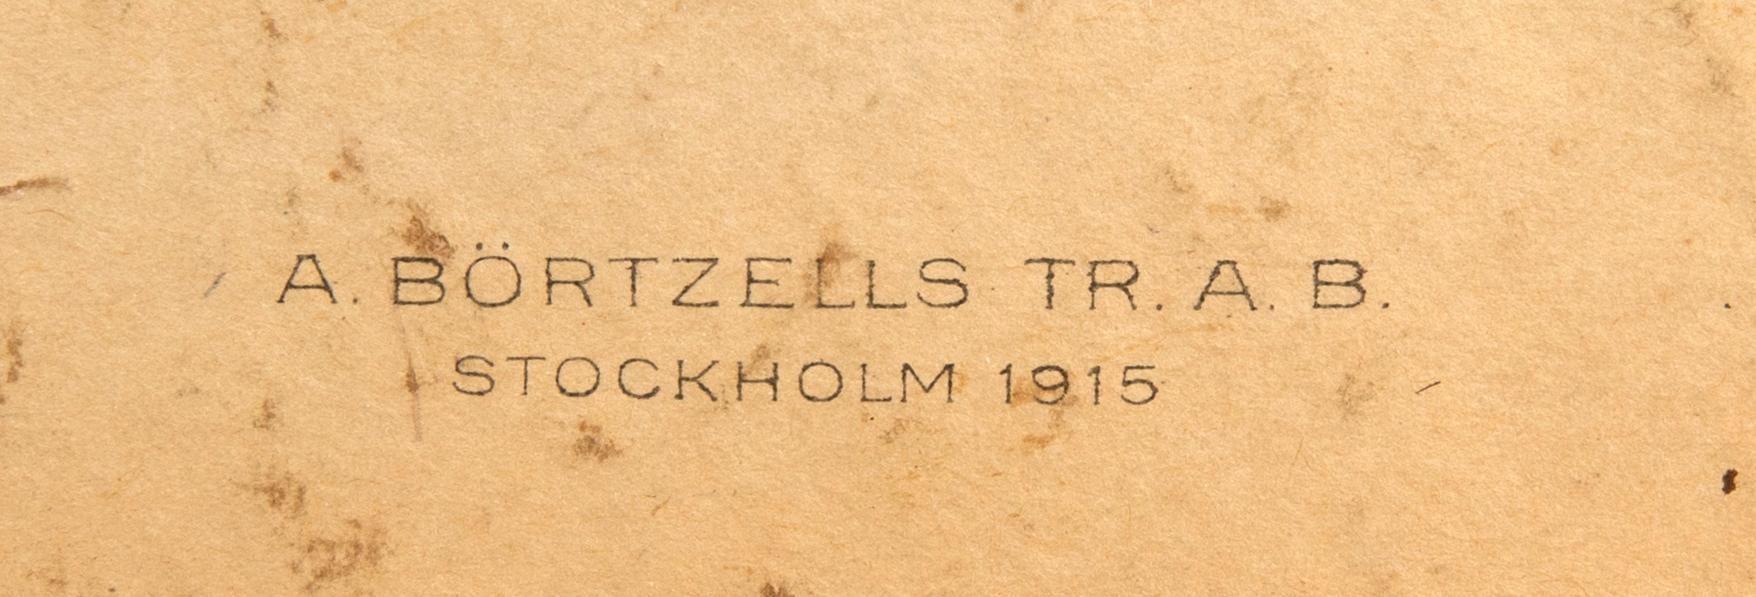 A. BÖRTZELLS TR. A. B.
STOCKHOLM 1915